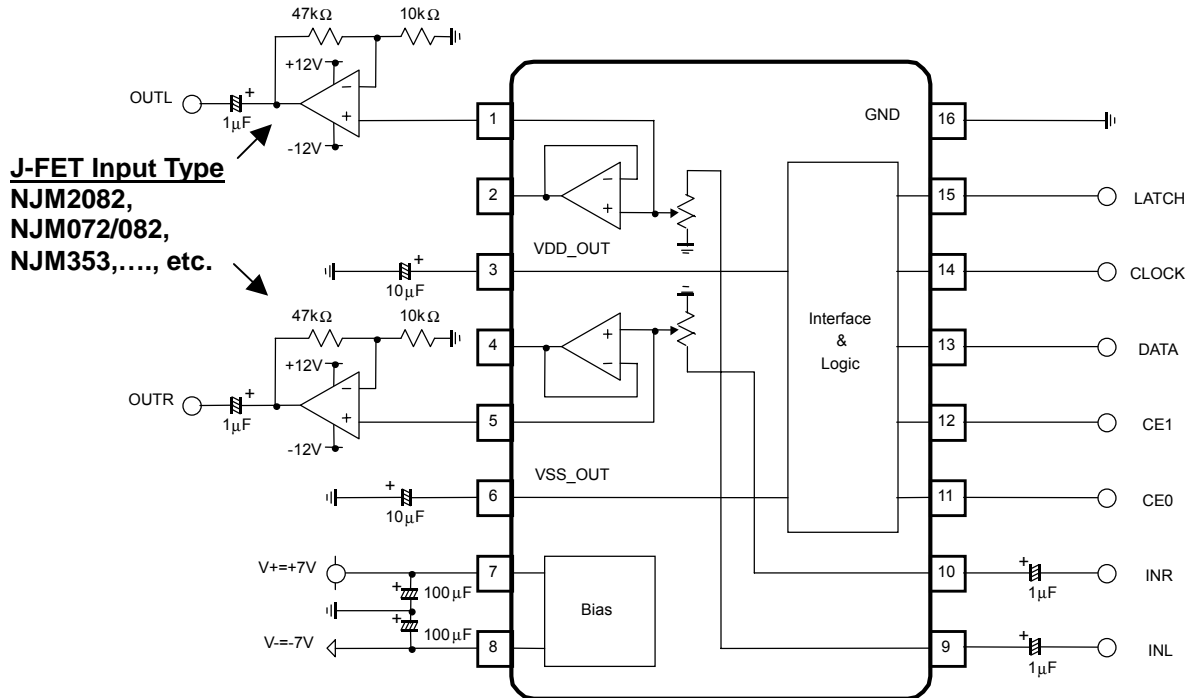 47kΩ
10kΩ
+12V
−
+
-12V
OUTL
+
1μF
J-FET Input Type
NJM2082,
NJM072/082,
NJM353,...., etc.
47kΩ
10kΩ
+12V
−
+
-12V
OUTR
+
1μF
+
10μF
+
10μF
V+=+7V
+
100μF
+
100μF
V-=-7V
1
2
3
4
5
6
7
8
−
+
VDD_OUT
+
−
VSS_OUT
Bias
Interface
&
Logic
GND
16
15
LATCH
14
CLOCK
13
DATA
12
CE1
11
CE0
10
+
1μF
INR
9
+
1μF
INL